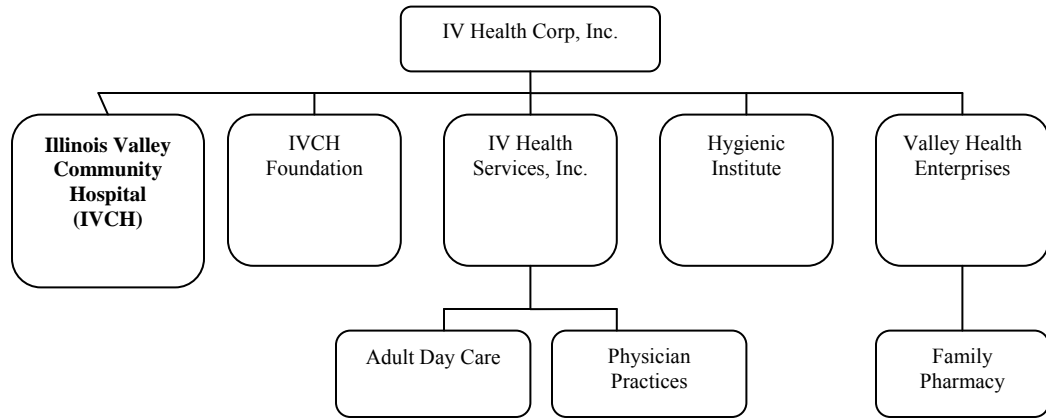 IV Health Corp, Inc.
Illinois Valley
Community
Hospital
(IVCH)
IVCH
Foundation
IV Health
Services, Inc.
Hygienic
Institute
Valley Health
Enterprises
Adult Day Care
Physician
Practices
Family
Pharmacy